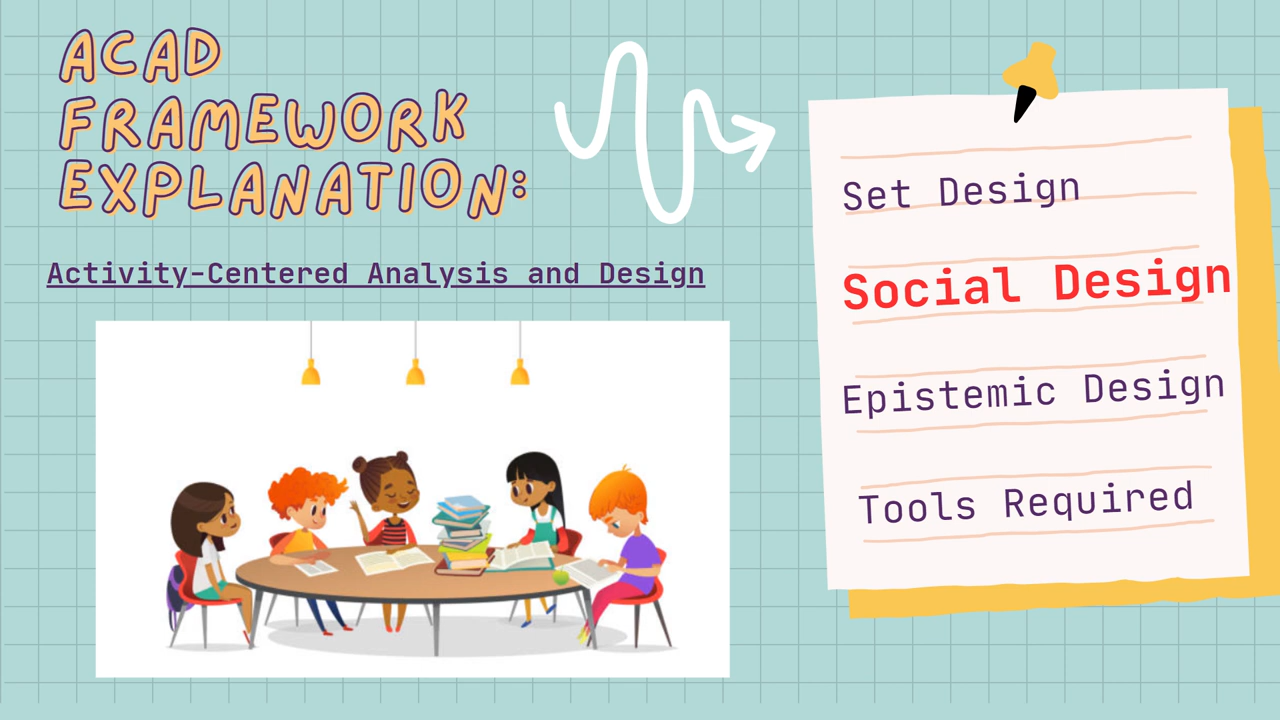 ACAD
FRAMEWORK
EXPLANATION:
Activity-Centered Analysis and Design
Set Design
Social Design
Epistemic Design
Tools Required